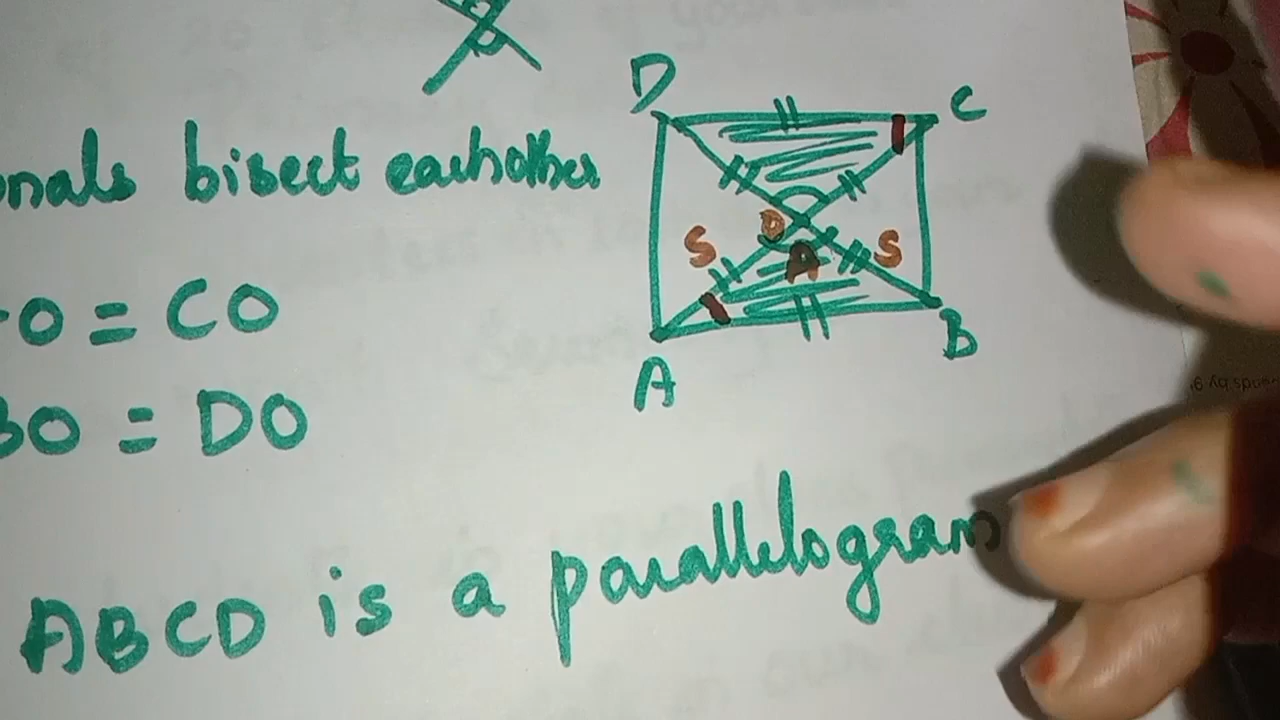 onals bisect eachother
O = CO
BO = DO
ABCD is a parallelogram
D
C
S
O
A
S
A
B